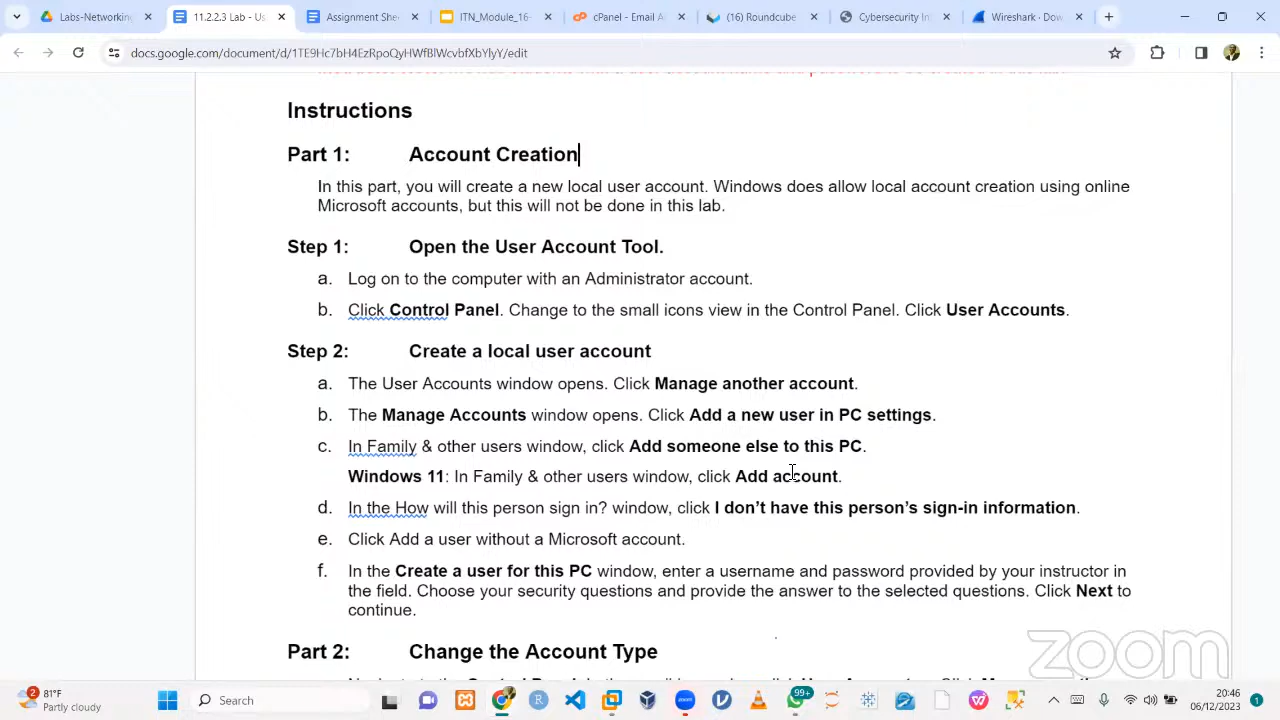 Labs-Networkin
11.2.2.3 Lab - Us
Assignment Shee
ITN_Module_16-
cPanel - Email A
(16) Roundcube
Cybersecurity In
Wireshark · Dow
docs.google.com/document/d/1TE9Hc7bH4EzRpoQyHWfBlWcvbfXbYlyY/edit
Instructions
Part 1: Account Creation
In this part, you will create a new local user account. Windows does allow local account creation using online
Microsoft accounts, but this will not be done in this lab.
Step 1: Open the User Account Tool.
a. Log on to the computer with an Administrator account.
b. Click Control Panel. Change to the small icons view in the Control Panel. Click User Accounts.
Step 2: Create a local user account
a. The User Accounts window opens. Click Manage another account.
b. The Manage Accounts window opens. Click Add a new user in PC settings.
c. In Family & other users window, click Add someone else to this PC.
Windows 11: In Family & other users window, click Add account.
d. In the How will this person sign in? window, click I don’t have this person’s sign-in information.
e. Click Add a user without a Microsoft account.
f. In the Create a user for this PC window, enter a username and password provided by your instructor in
the field. Choose your security questions and provide the answer to the selected questions. Click Next to
continue.
Part 2: Change the Account Type
zoom
2
81°F
Partly cloudy
Search
99+
20:46
06/12/2023
1